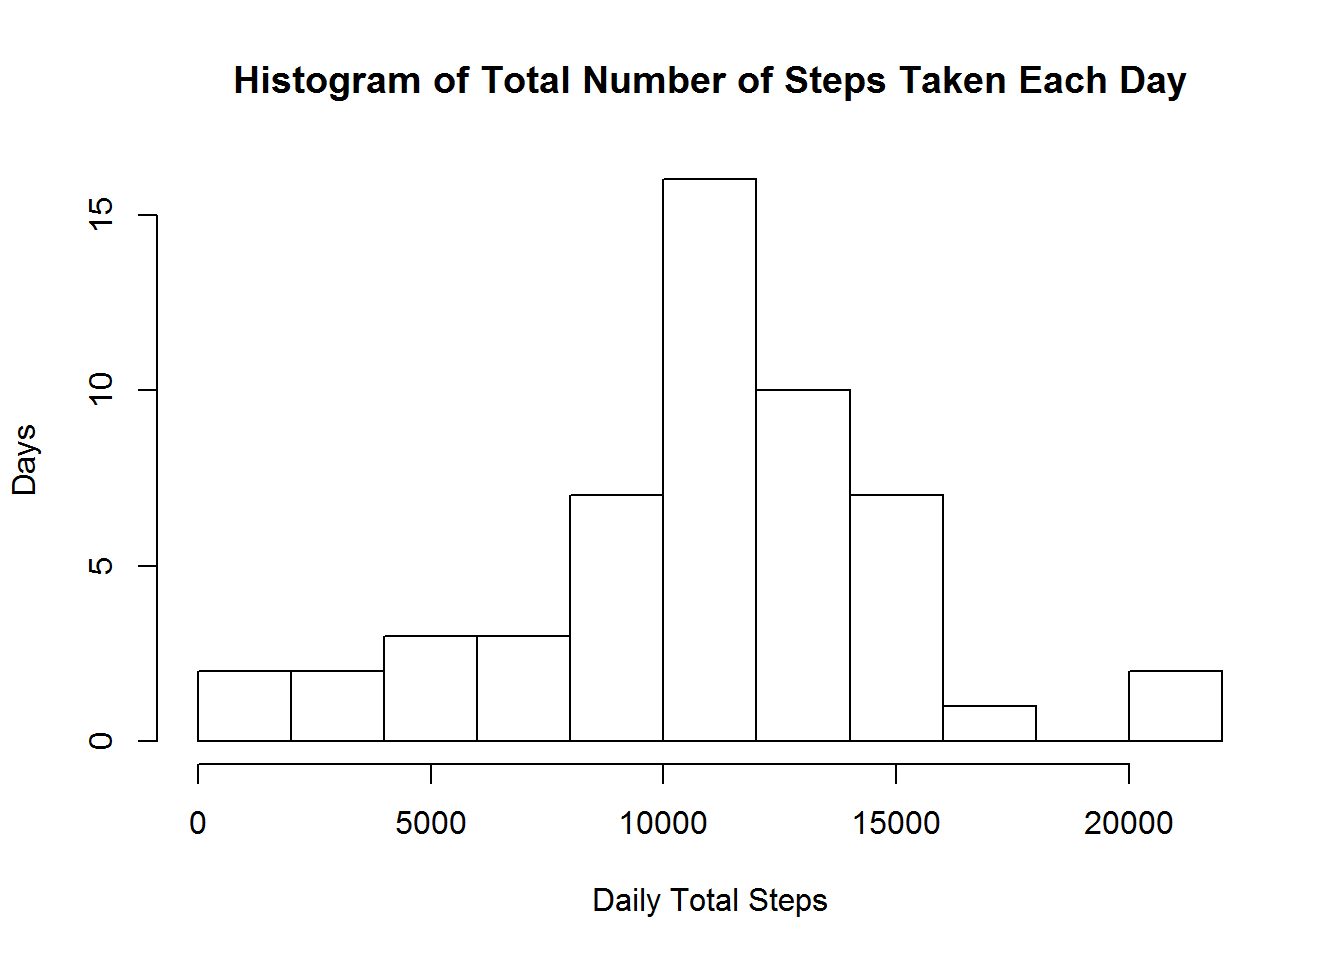 Histogram of Total Number of Steps Taken Each Day
15
10
5
0
Days
0 5000 10000 15000 20000
Daily Total Steps